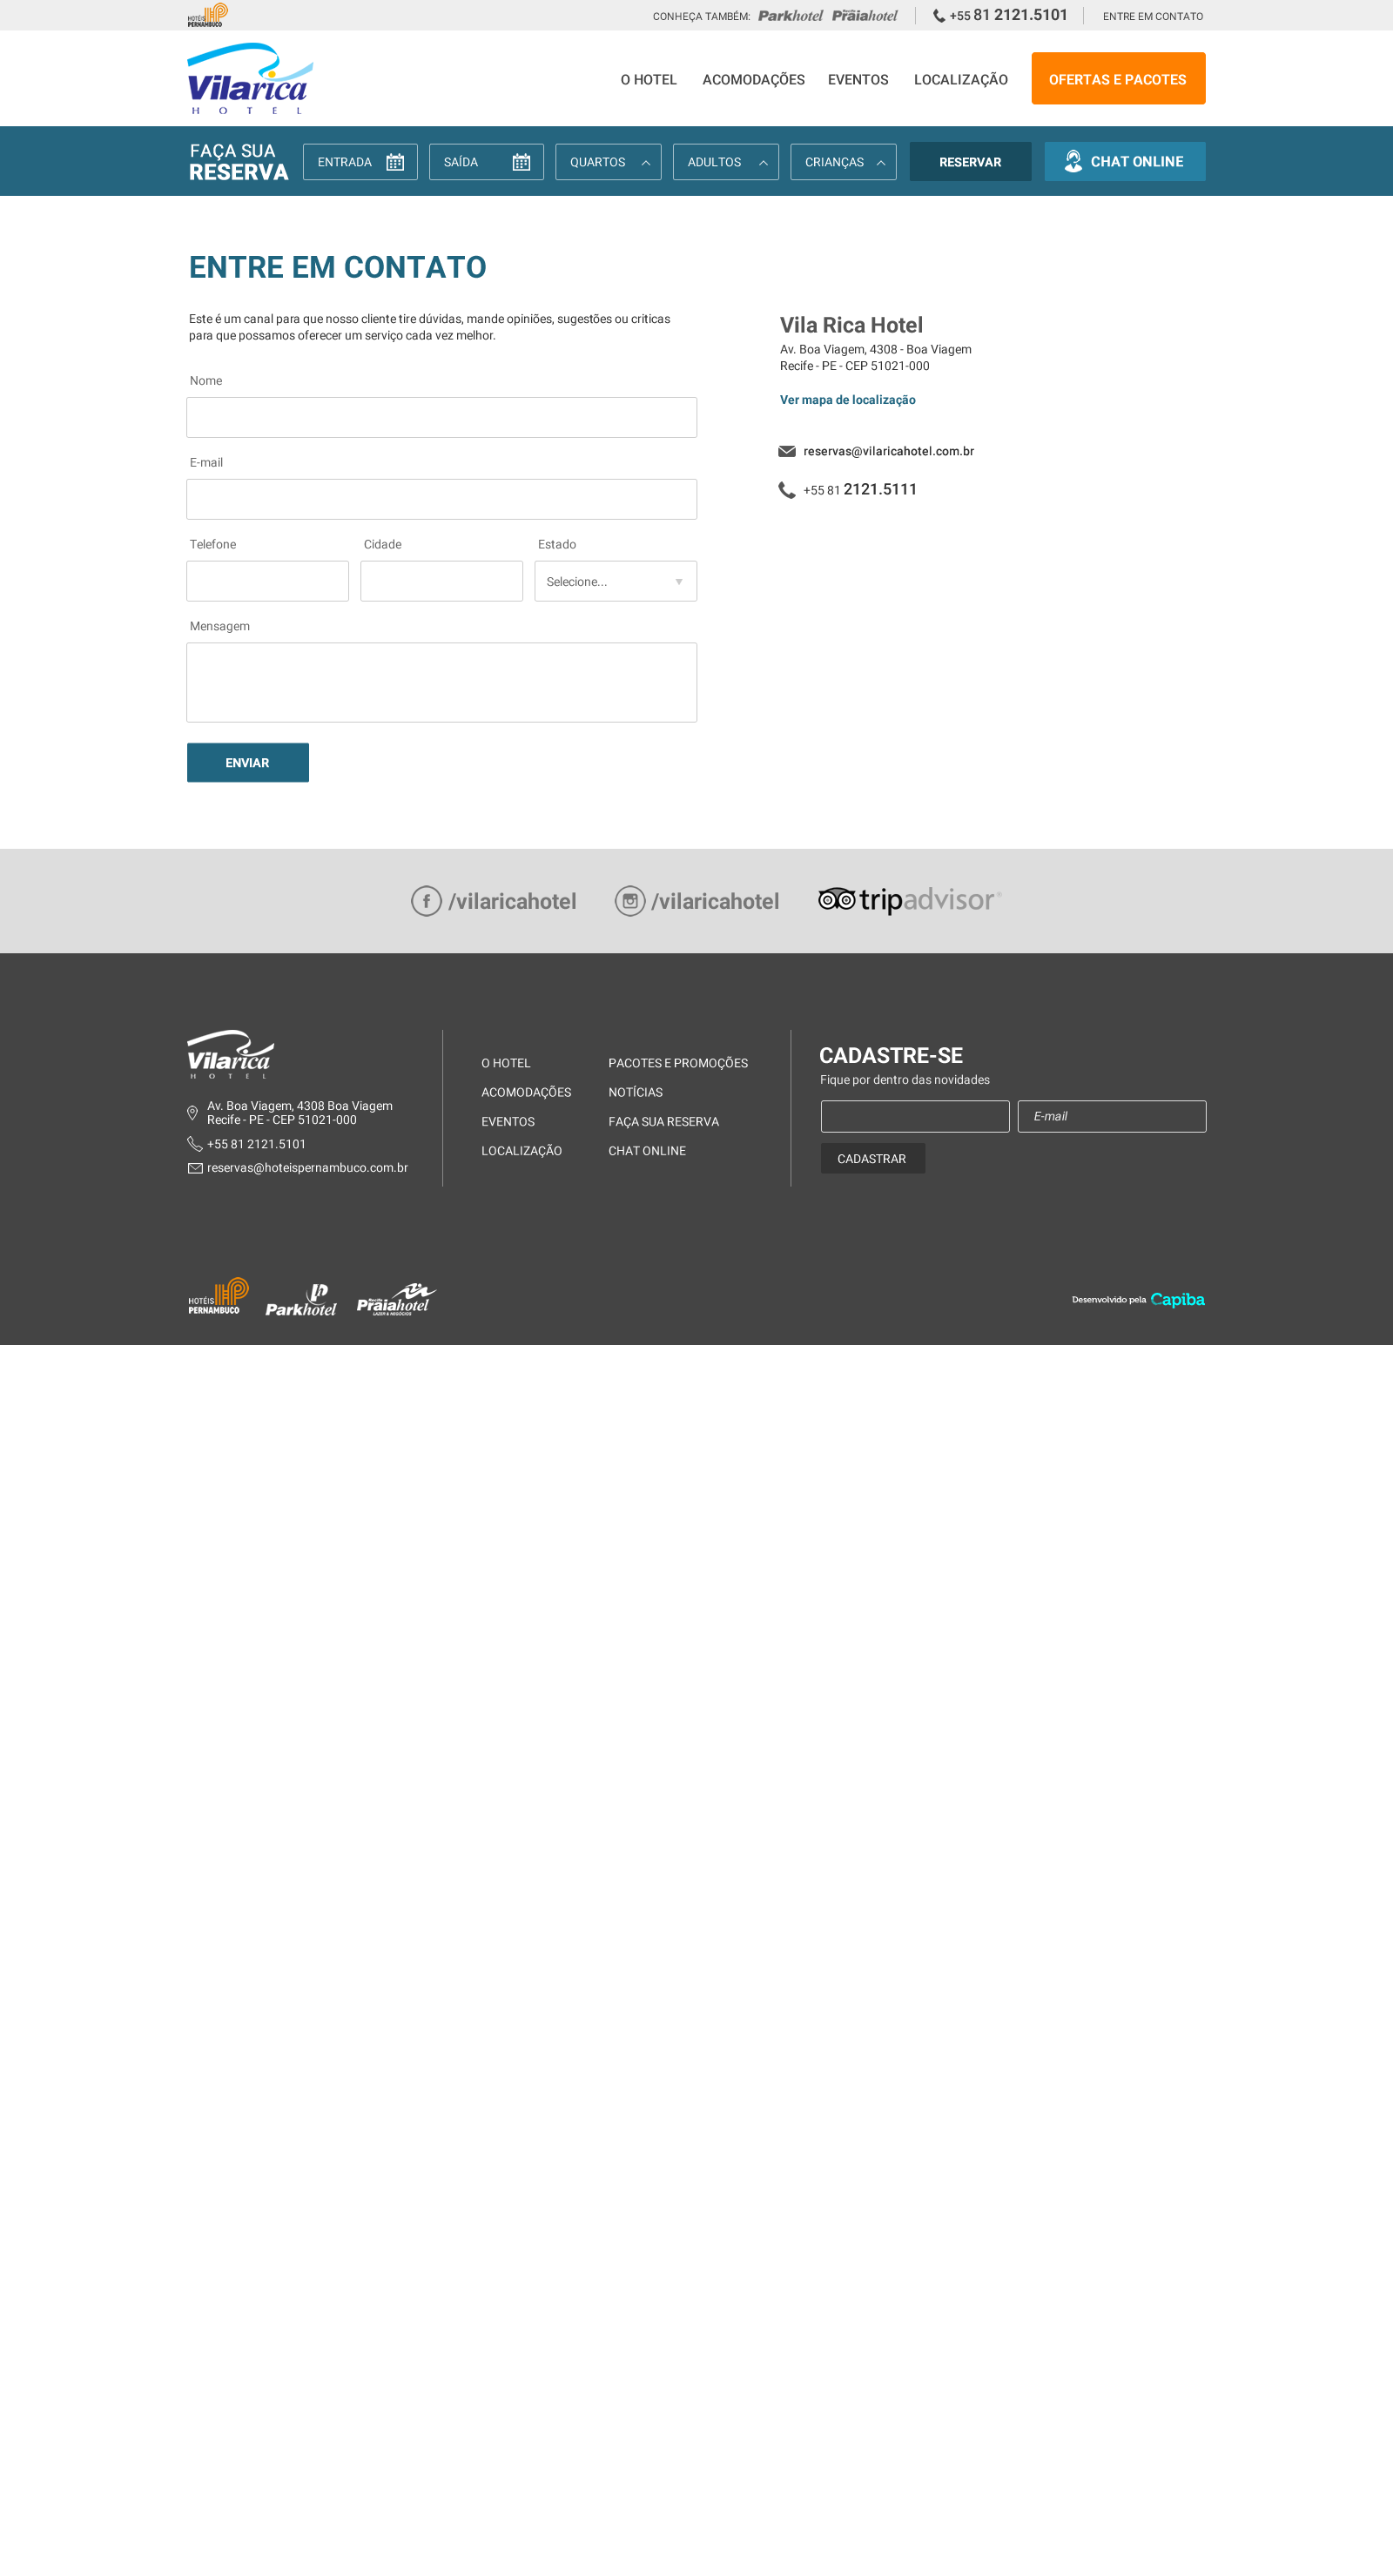 HOTÉIS
PERNAMBUCO
CONHEÇA TAMBÉM: Parkhotel Praiahotel +55 81 2121.5101 ENTRE EM CONTATO
Vilarica
HOTEL
O HOTEL ACOMODAÇÕES EVENTOS LOCALIZAÇÃO OFERTAS E PACOTES
FAÇA SUA
RESERVA
ENTRADA SAÍDA QUARTOS ADULTOS CRIANÇAS RESERVAR CHAT ONLINE
ENTRE EM CONTATO
Este é um canal para que nosso cliente tire dúvidas, mande opiniões, sugestões ou críticas
para que possamos oferecer um serviço cada vez melhor.
Nome
E-mail
Telefone Cidade Estado
Selecione...
Mensagem
ENVIAR
Vila Rica Hotel
Av. Boa Viagem, 4308 - Boa Viagem
Recife - PE - CEP 51021-000
Ver mapa de localização
reservas@vilaricahotel.com.br
+55 81 2121.5111
/vilaricahotel /vilaricahotel tripadvisor®
Vilarica
HOTEL
Av. Boa Viagem, 4308 Boa Viagem
Recife - PE - CEP 51021-000
+55 81 2121.5101
reservas@hoteispernambuco.com.br
O HOTEL
ACOMODAÇÕES
EVENTOS
LOCALIZAÇÃO
PACOTES E PROMOÇÕES
NOTÍCIAS
FAÇA SUA RESERVA
CHAT ONLINE
CADASTRE-SE
Fique por dentro das novidades
E-mail
CADASTRAR
HOTÉIS
PERNAMBUCO
Parkhotel
Recife
Praiahotel
LAZER & NEGÓCIOS
Desenvolvido pela Capiba